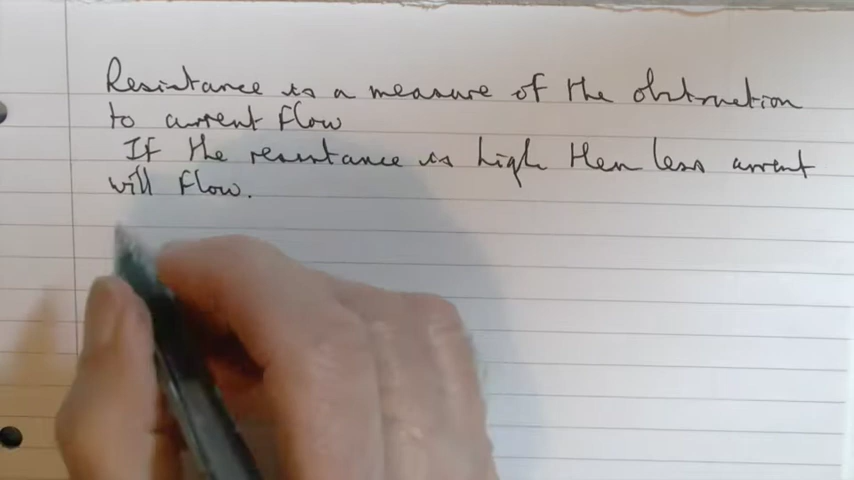 Resistance is a measure of the obstruction
to current flow
If the resistance is high then less current
will flow.